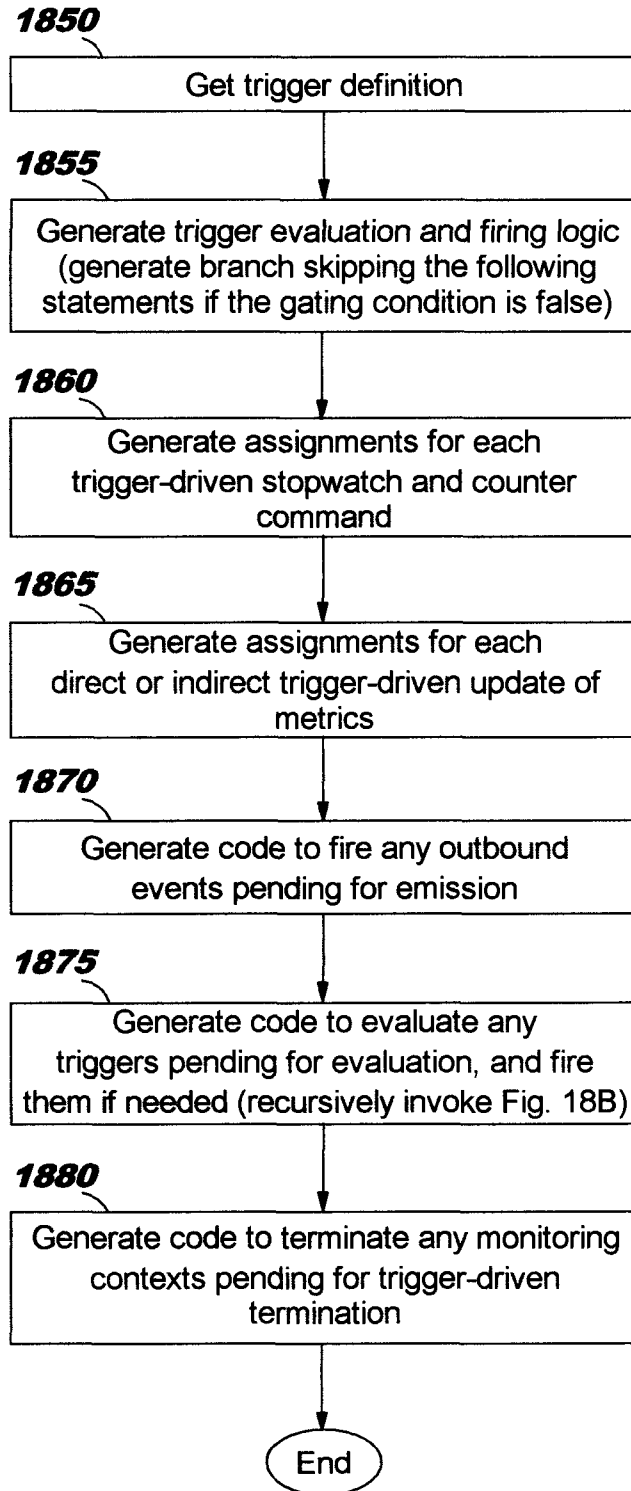 1850
Get trigger definition
1855
Generate trigger evaluation and firing logic
(generate branch skipping the following
statements if the gating condition is false)
1860
Generate assignments for each
trigger-driven stopwatch and counter
command
1865
Generate assignments for each
direct or indirect trigger-driven update of
metrics
1870
Generate code to fire any outbound
events pending for emission
1875
Generate code to evaluate any
triggers pending for evaluation, and fire
them if needed (recursively invoke Fig. 18B)
1880
Generate code to terminate any monitoring
contexts pending for trigger-driven
termination
End